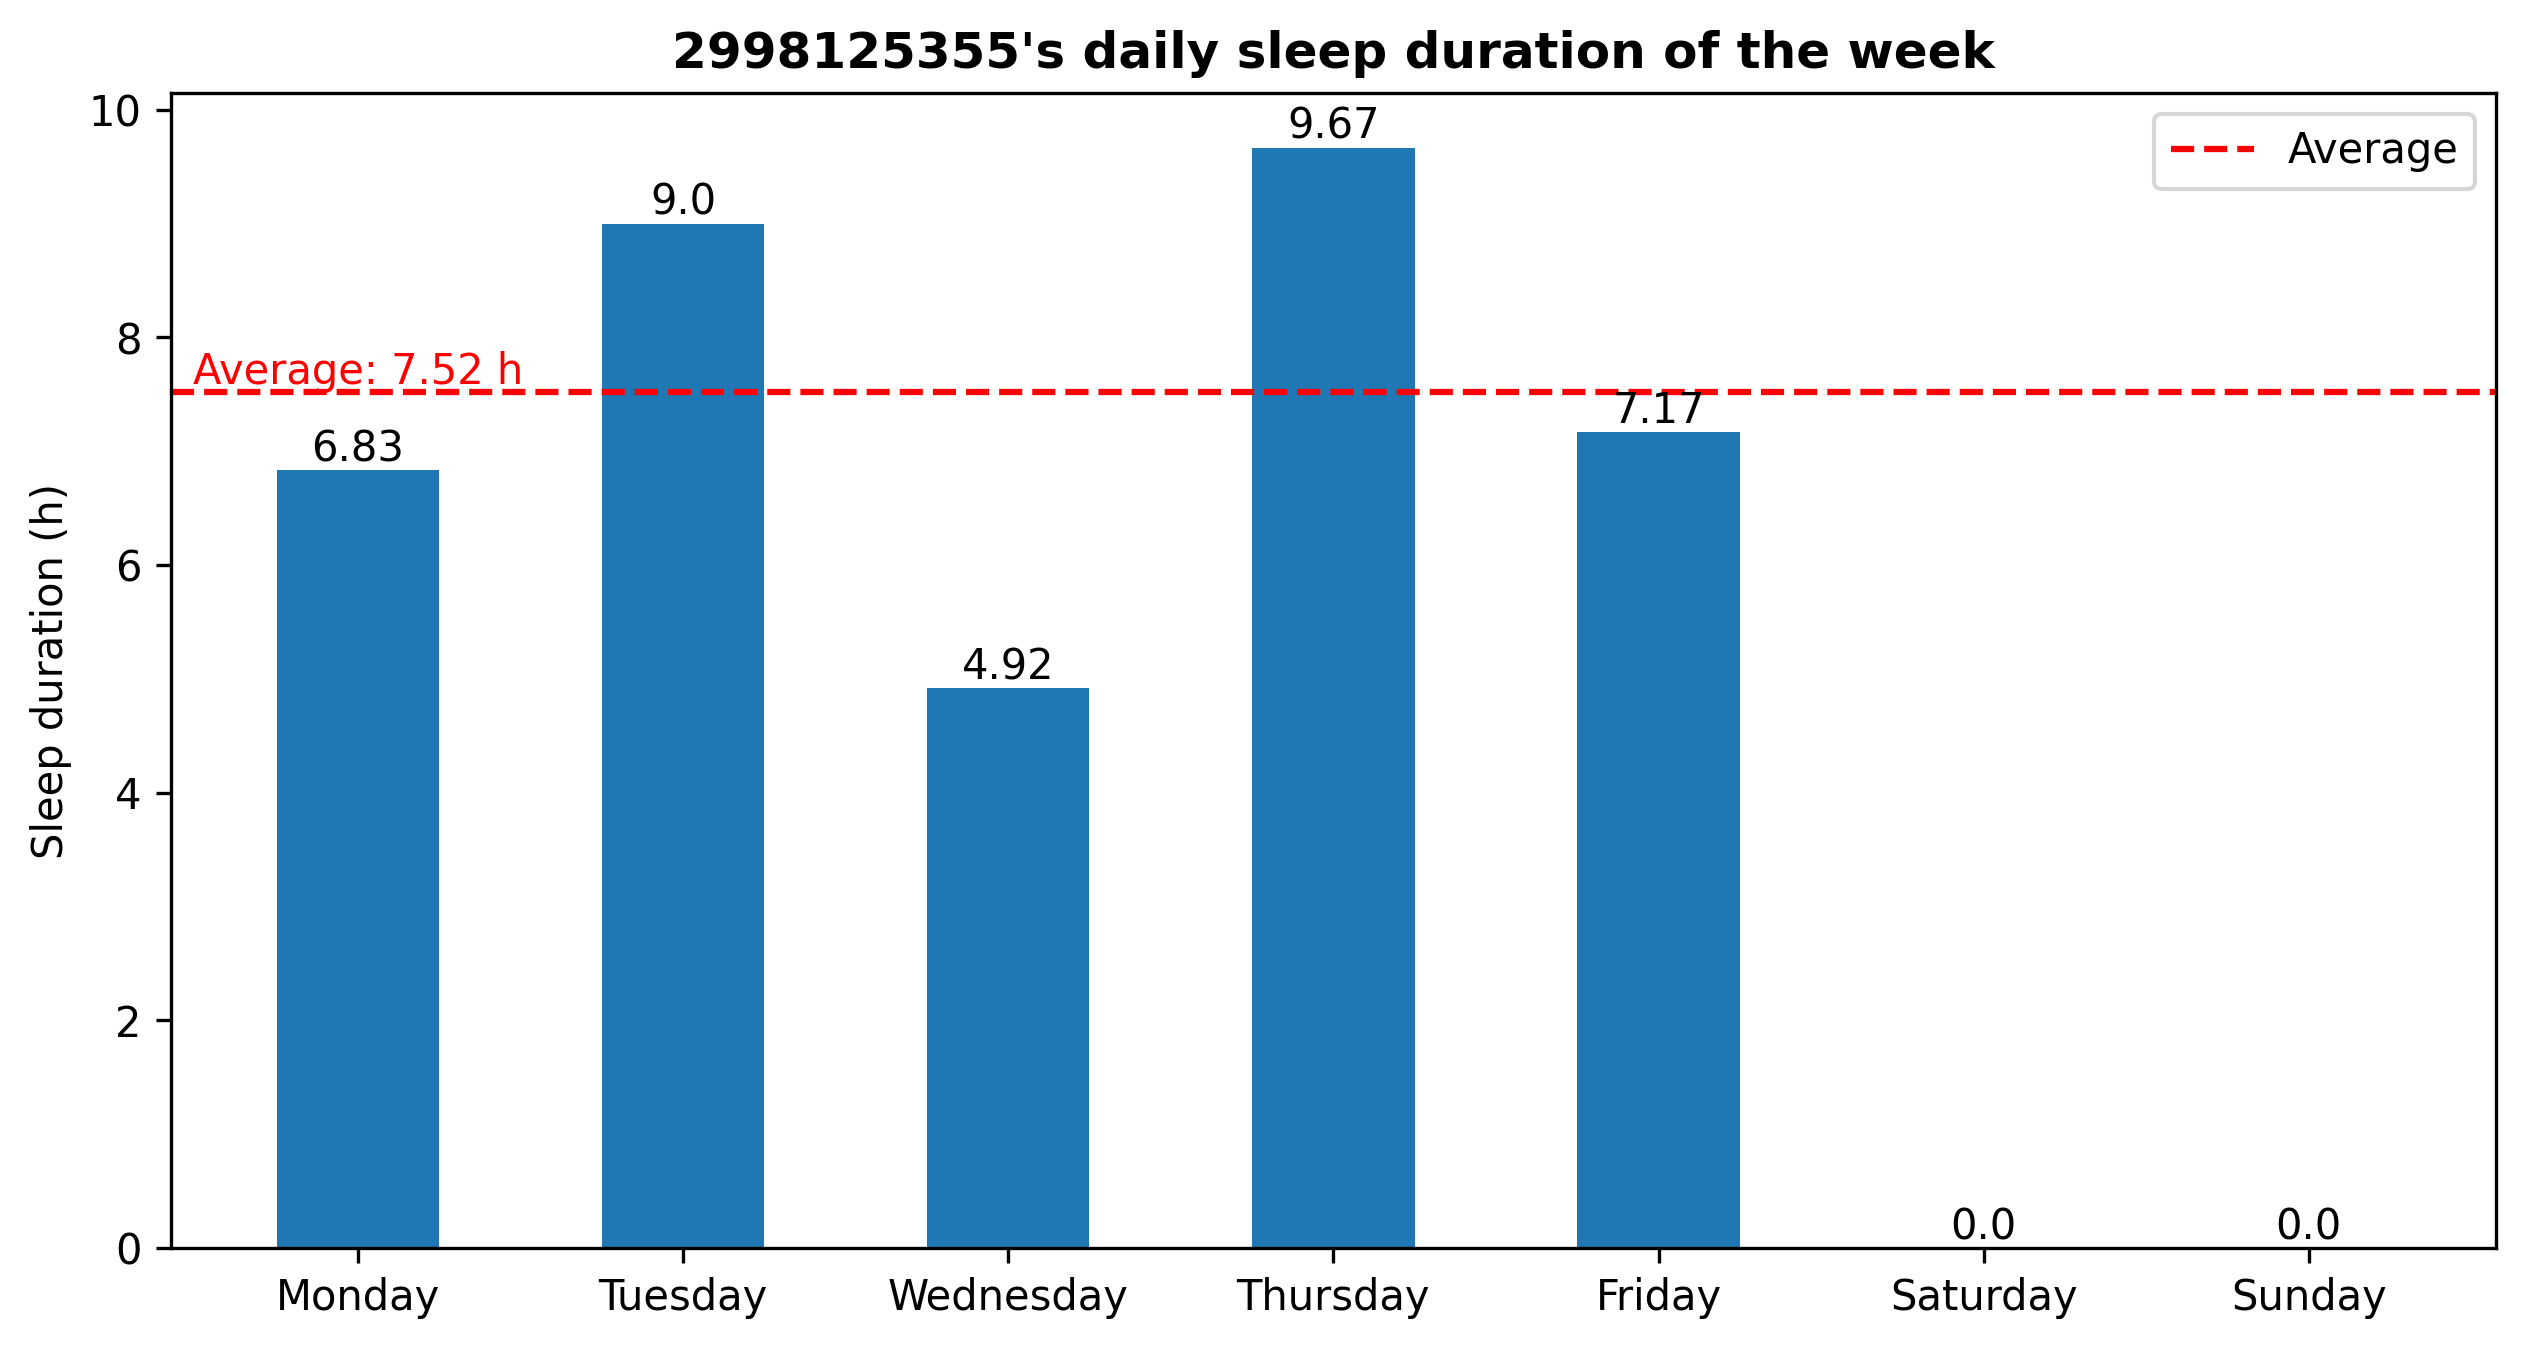 2998125355's daily sleep duration of the week
Average
Sleep duration (h)
10
8
6
4
2
0
Average: 7.52 h
6.83
9.0
4.92
9.67
7.17
0.0
0.0
Monday
Tuesday
Wednesday
Thursday
Friday
Saturday
Sunday